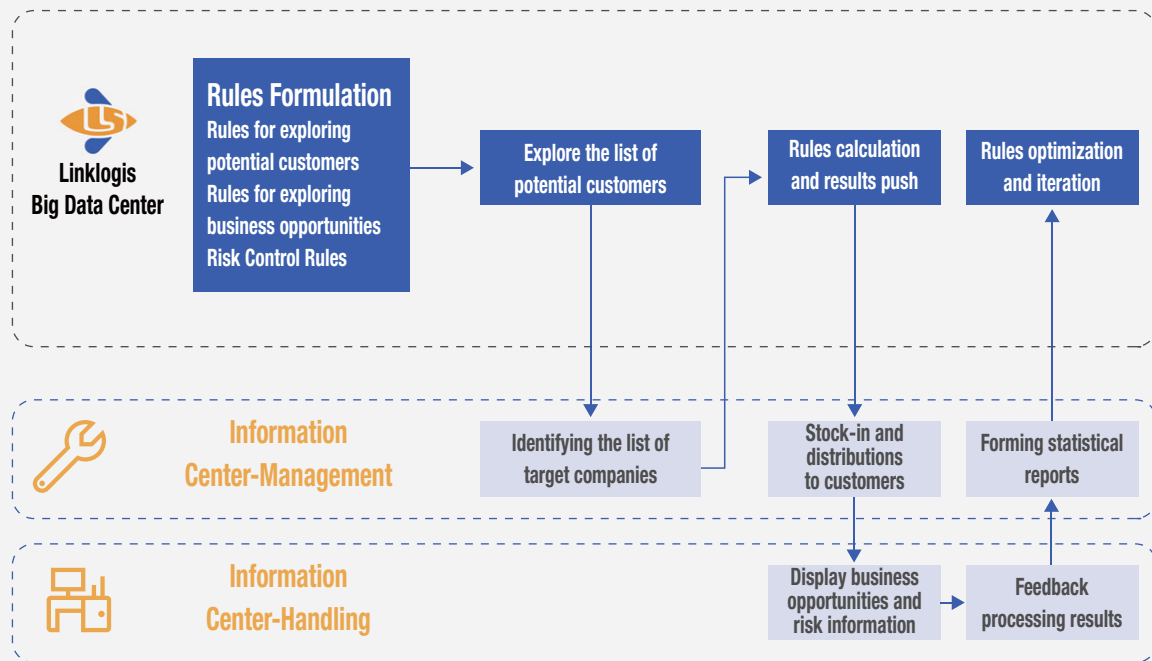 LLS
Linklogis
Big Data Center
Rules Formulation
Rules for exploring
potential customers
Rules for exploring
business opportunities
Risk Control Rules
Explore the list of
potential customers
Rules calculation
and results push
Rules optimization
and iteration
Information
Center-Management
Identifying the list of
target companies
Stock-in and
distributions
to customers
Forming statistical
reports
Information
Center-Handling
Display business
opportunities and
risk information
Feedback
processing results